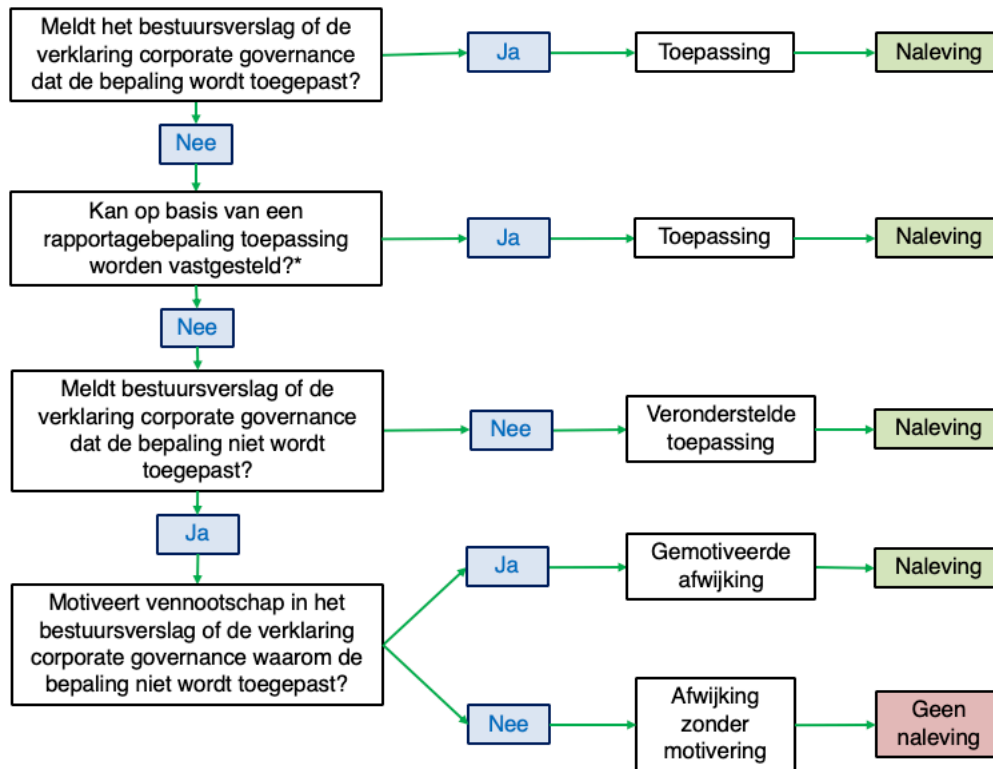 Meldt het bestuursverslag of de
verklaring corporate governance
dat de bepaling wordt toegepast?
Ja
Toepassing
Naleving
Nee
Kan op basis van een
rapportagebepaling toepassing
worden vastgesteld?*
Ja
Toepassing
Naleving
Nee
Meldt bestuursverslag of de
verklaring corporate governance
dat de bepaling niet wordt
toegepast?
Nee
Veronderstelde
toepassing
Naleving
Ja
Motiveert vennootschap in het
bestuursverslag of de verklaring
corporate governance waarom de
bepaling niet wordt toegepast?
Ja
Gemotiveerde
afwijking
Naleving
Nee
Afwijking
zonder
motivering
Geen
naleving